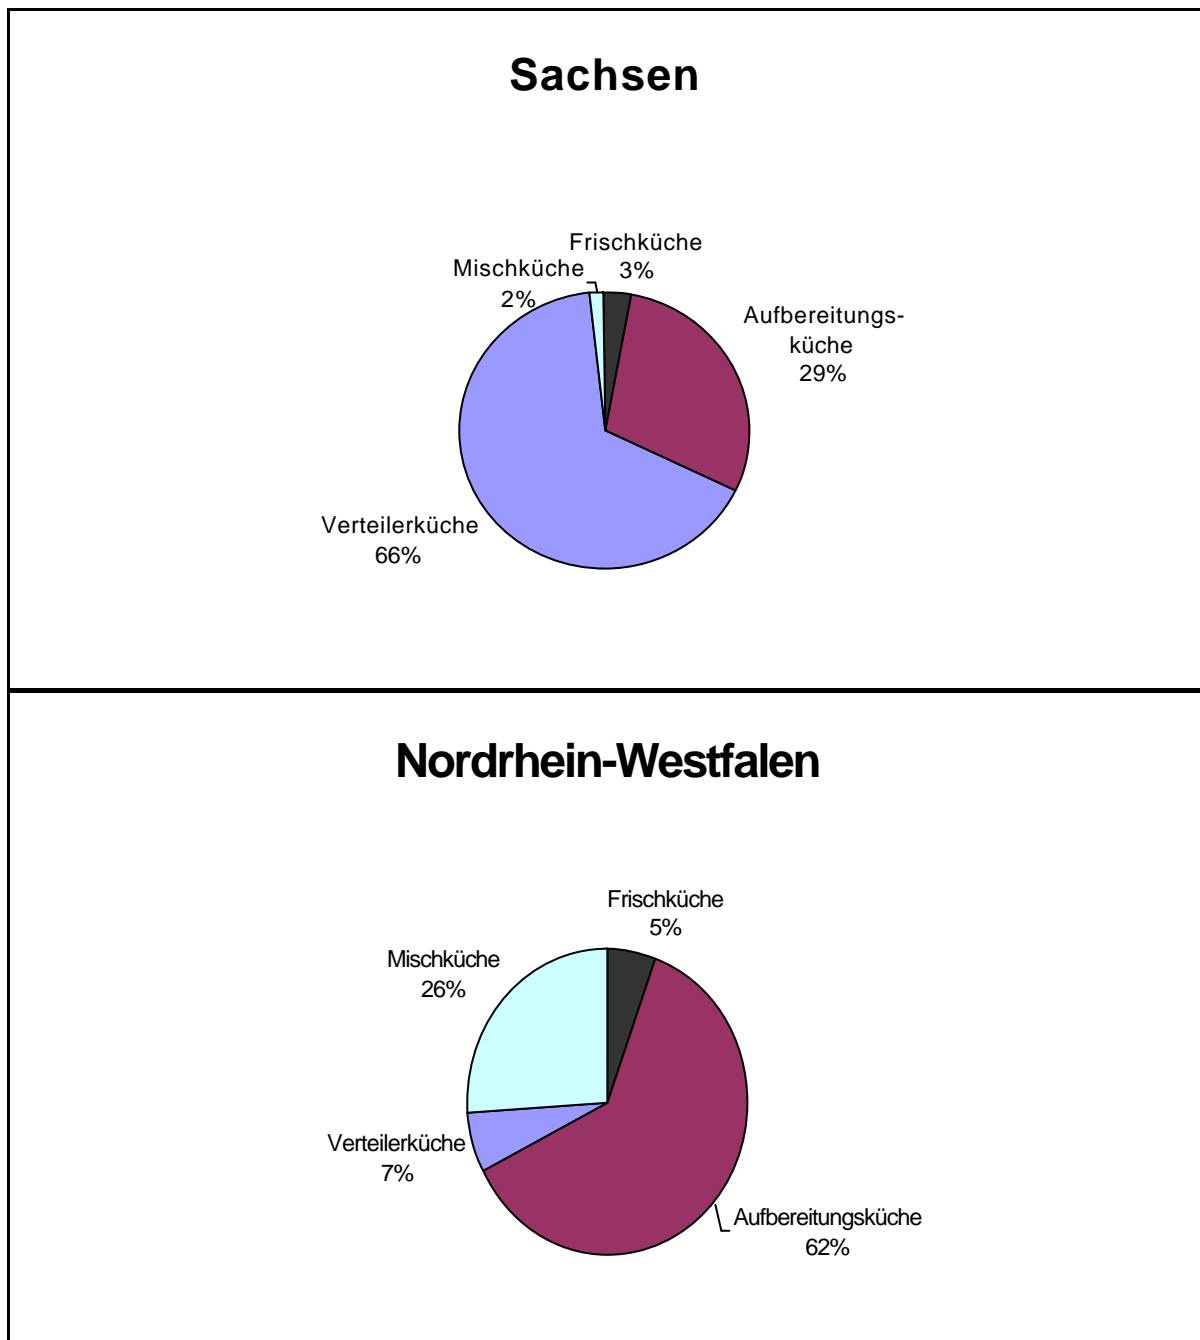 Sachsen
Frischküche
3%
Mischküche
2%
Aufbereitungs-
küche
29%
Verteilerküche
66%
Nordrhein-Westfalen
Frischküche
5%
Mischküche
26%
Verteilerküche
7%
Aufbereitungsküche
62%